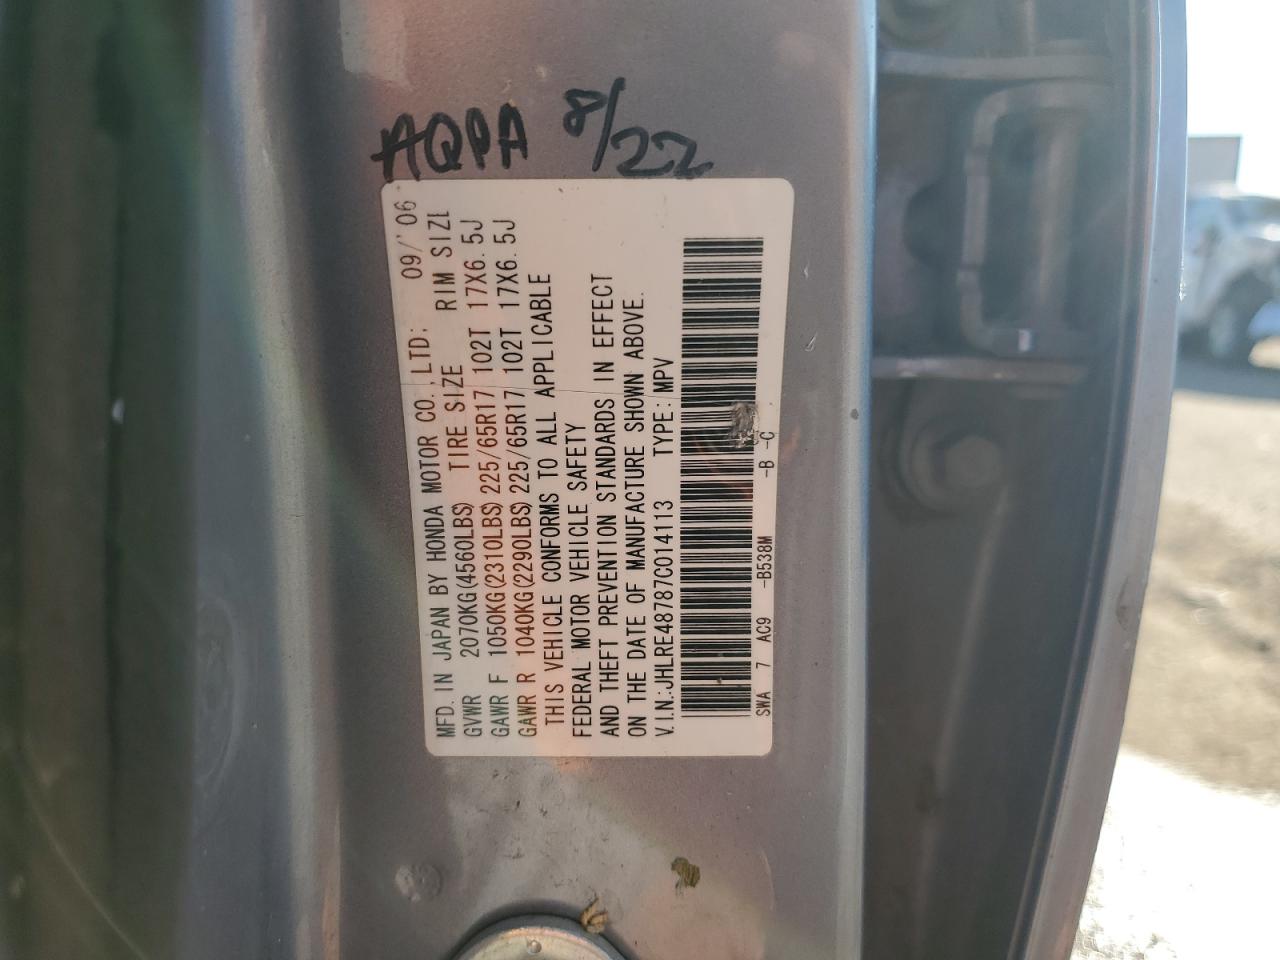 AQPA 8/22
MFD. IN JAPAN BY HONDA MOTOR CO.,LTD: 09/'06
GVWR 2070KG(4560LBS) TIRE SIZE RIM SIZE
GAWR F 1050KG(2310LBS) 225/65R17 102T 17X6.5J
GAWR R 1040KG(2290LBS) 225/65R17 102T 17X6.5J
THIS VEHICLE CONFORMS TO ALL APPLICABLE
FEDERAL MOTOR VEHICLE SAFETY
AND THEFT PREVENTION STANDARDS IN EFFECT
ON THE DATE OF MANUFACTURE SHOWN ABOVE.
V.I.N.:JHLRE48787C014113 TYPE:MPV
SWA 7 AC9 -B538M -B -C